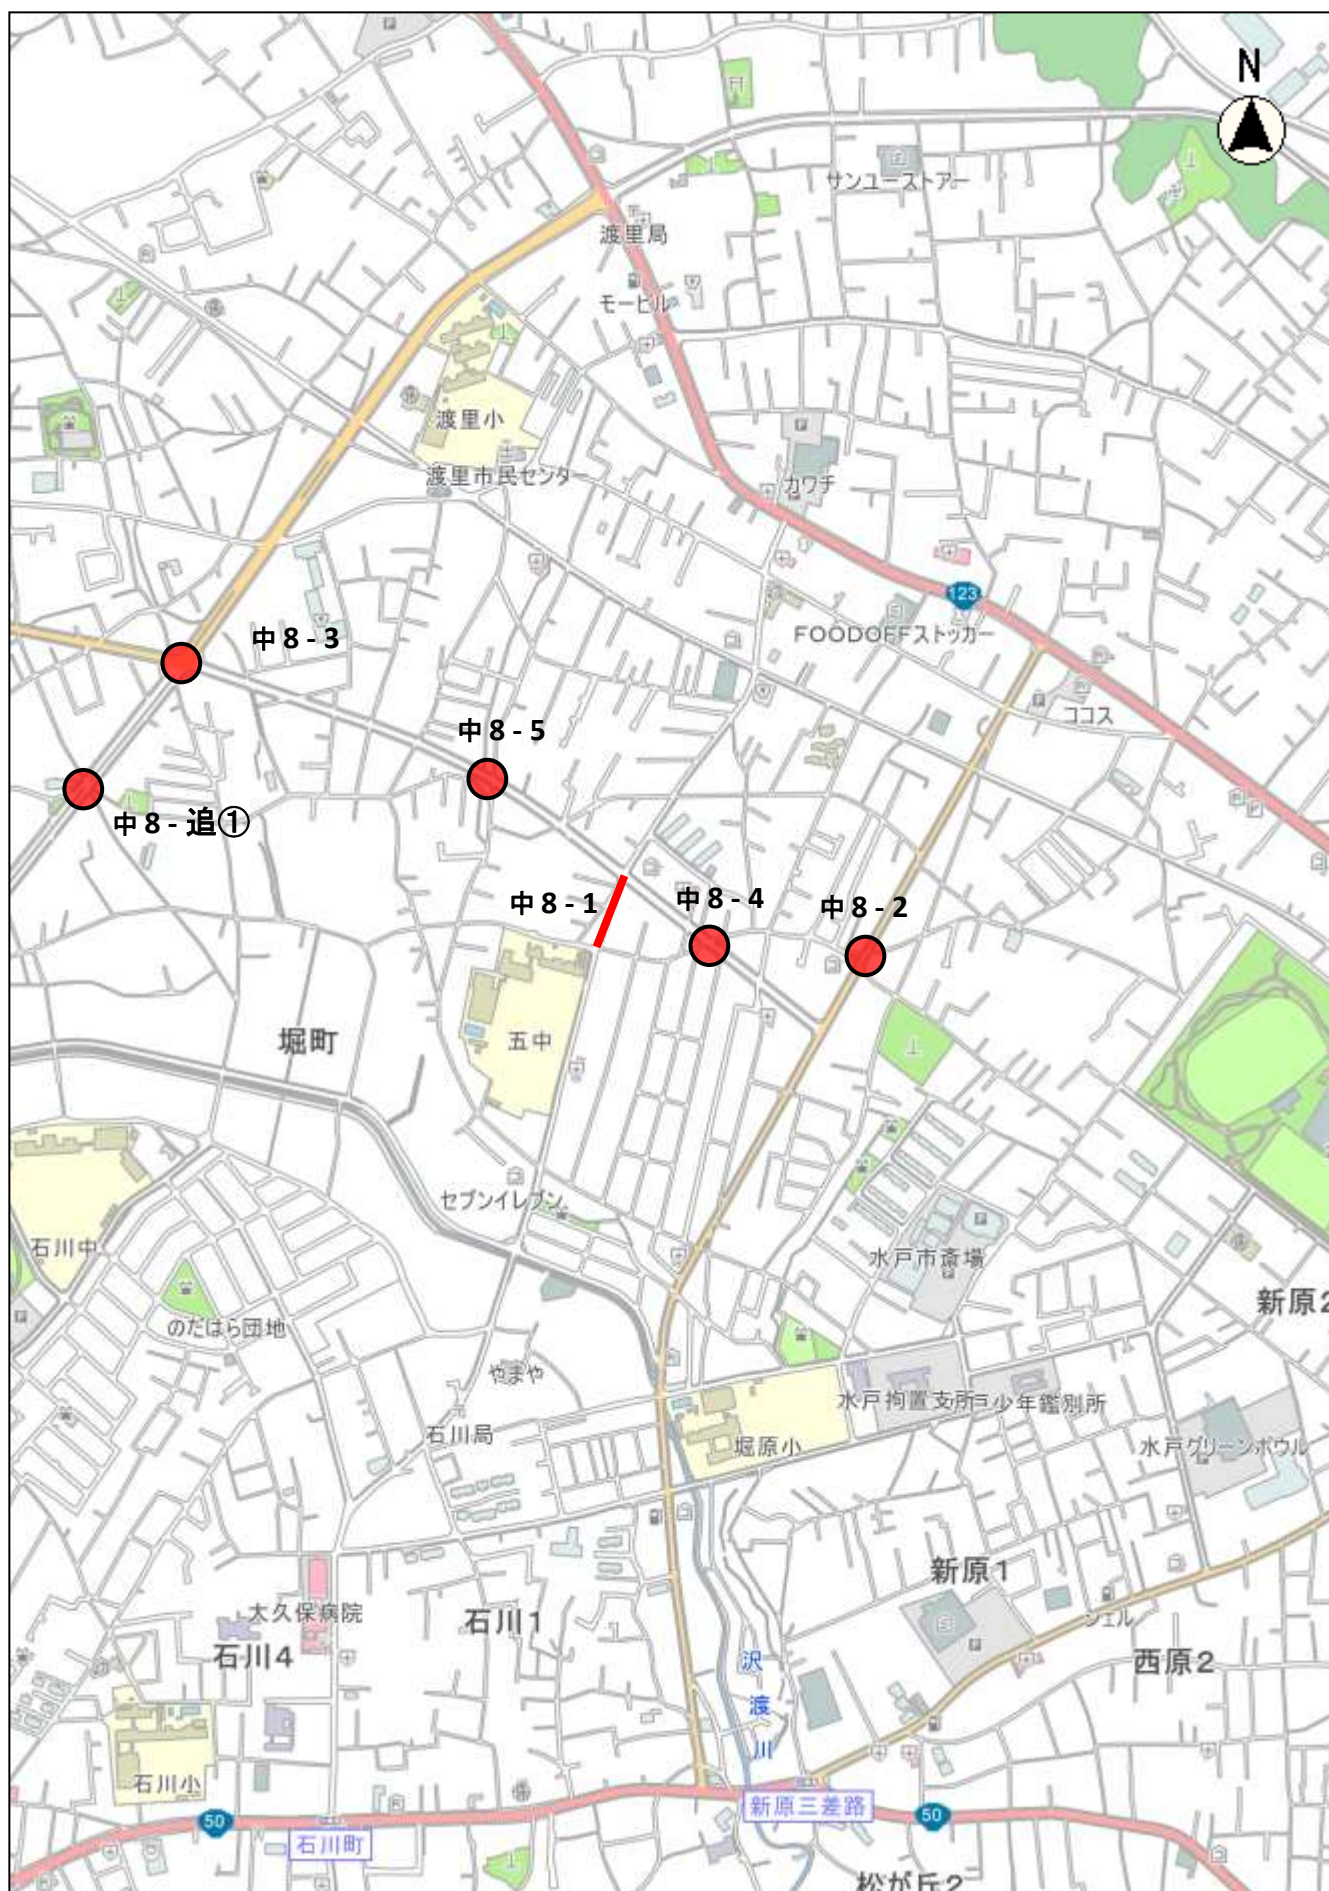 N
サンユーストアー
渡里局
モービル
渡里小
渡里市民センター
カワチ
123
FOODOFFストッカー
中8-3
ココス
中8-5
中8-追①
中8-1
中8-4
中8-2
堀町
五中
セブンイレブン
石川中
水戸市斎場
新原2
のだはら団地
やまや
水戸拘置支所
少年鑑別所
石川局
堀原小
水戸グリーンボウル
新原1
大久保病院
石川1
シェル
石川4
西原2
沢渡川
石川小
新原三差路
50
50
石川町
松が丘2